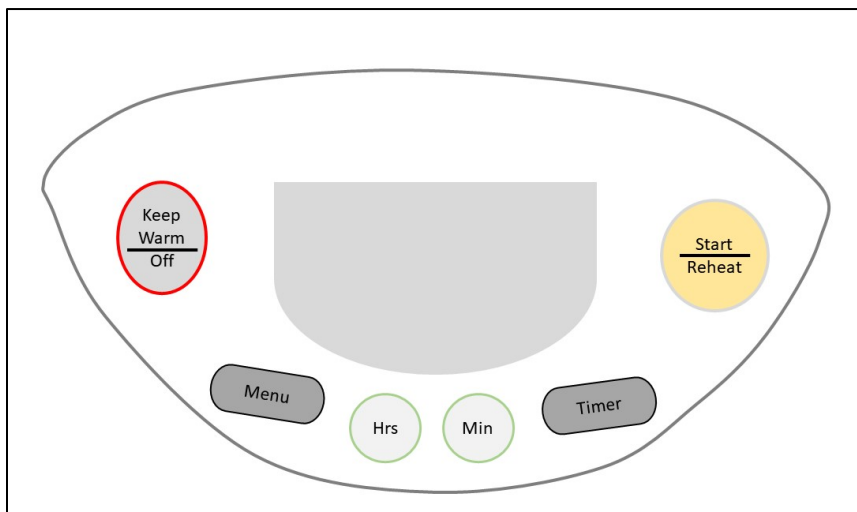 Keep
Warm
Off
Start
Reheat
Menu
Hrs
Min
Timer